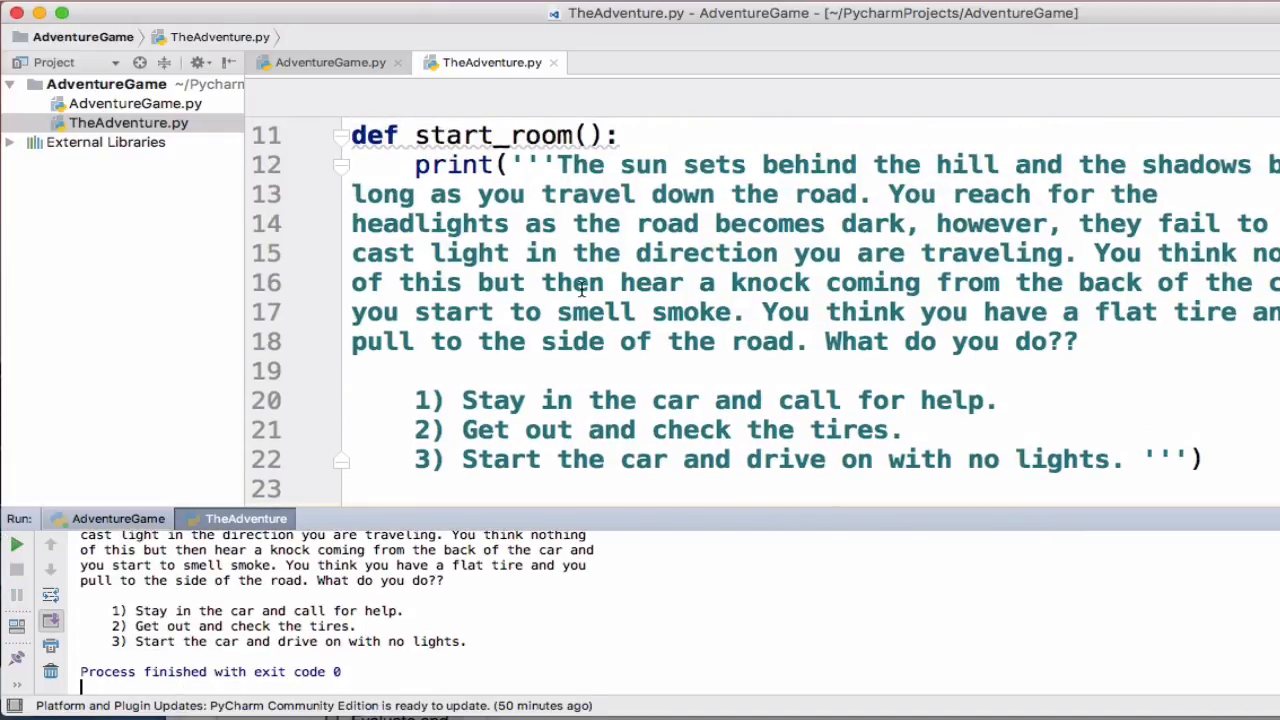 TheAdventure.py - AdventureGame - [~/PycharmProjects/AdventureGame]
AdventureGame TheAdventure.py
Project AdventureGame.py TheAdventure.py
AdventureGame ~/Pycharm
AdventureGame.py
TheAdventure.py
External Libraries
11 def start_room():
12 print('''The sun sets behind the hill and the shadows b
13 long as you travel down the road. You reach for the
14 headlights as the road becomes dark, however, they fail to
15 cast light in the direction you are traveling. You think no
16 of this but then hear a knock coming from the back of the c
17 you start to smell smoke. You think you have a flat tire an
18 pull to the side of the road. What do you do??
19
20 1) Stay in the car and call for help.
21 2) Get out and check the tires.
22 3) Start the car and drive on with no lights. ''')
23
Run: AdventureGame TheAdventure
cast light in the direction you are traveling. You think nothing
of this but then hear a knock coming from the back of the car and
you start to smell smoke. You think you have a flat tire and you
pull to the side of the road. What do you do??
1) Stay in the car and call for help.
2) Get out and check the tires.
3) Start the car and drive on with no lights.
Process finished with exit code 0
Platform and Plugin Updates: PyCharm Community Edition is ready to update. (50 minutes ago)